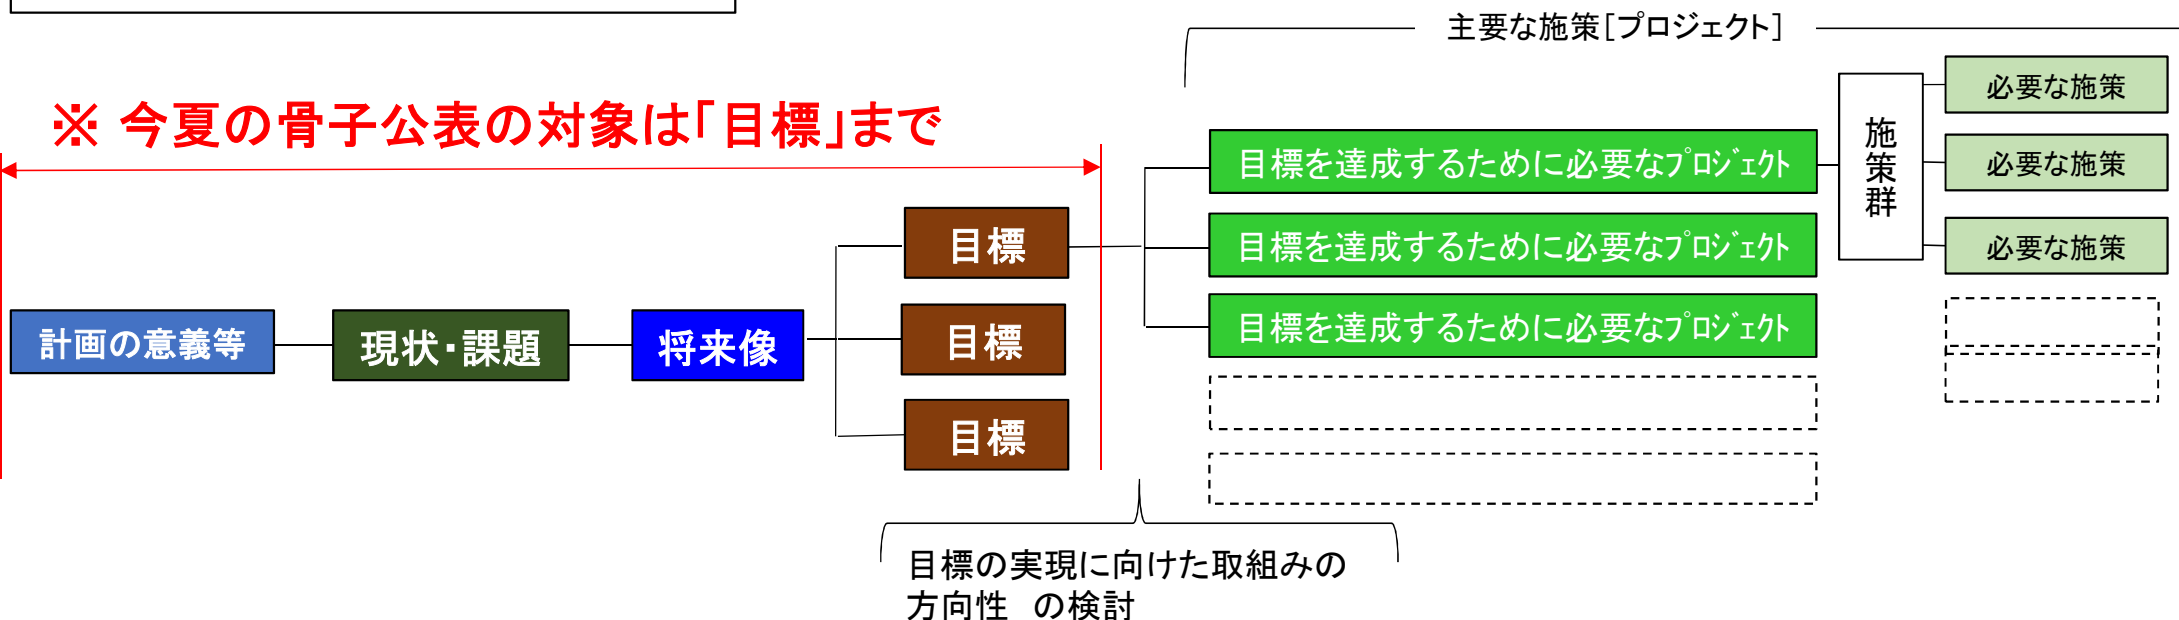 主要な施策[プロジェクト]
※ 今夏の骨子公表の対象は｢目標｣まで
必要な施策
必要な施策
必要な施策
施策群
目標を達成するために必要なﾌﾟﾛｼﾞｪｸﾄ
目標を達成するために必要なﾌﾟﾛｼﾞｪｸﾄ
目標を達成するために必要なﾌﾟﾛｼﾞｪｸﾄ
目標
目標
目標
計画の意義等
現状・課題
将来像
目標の実現に向けた取組みの
方向性　の検討